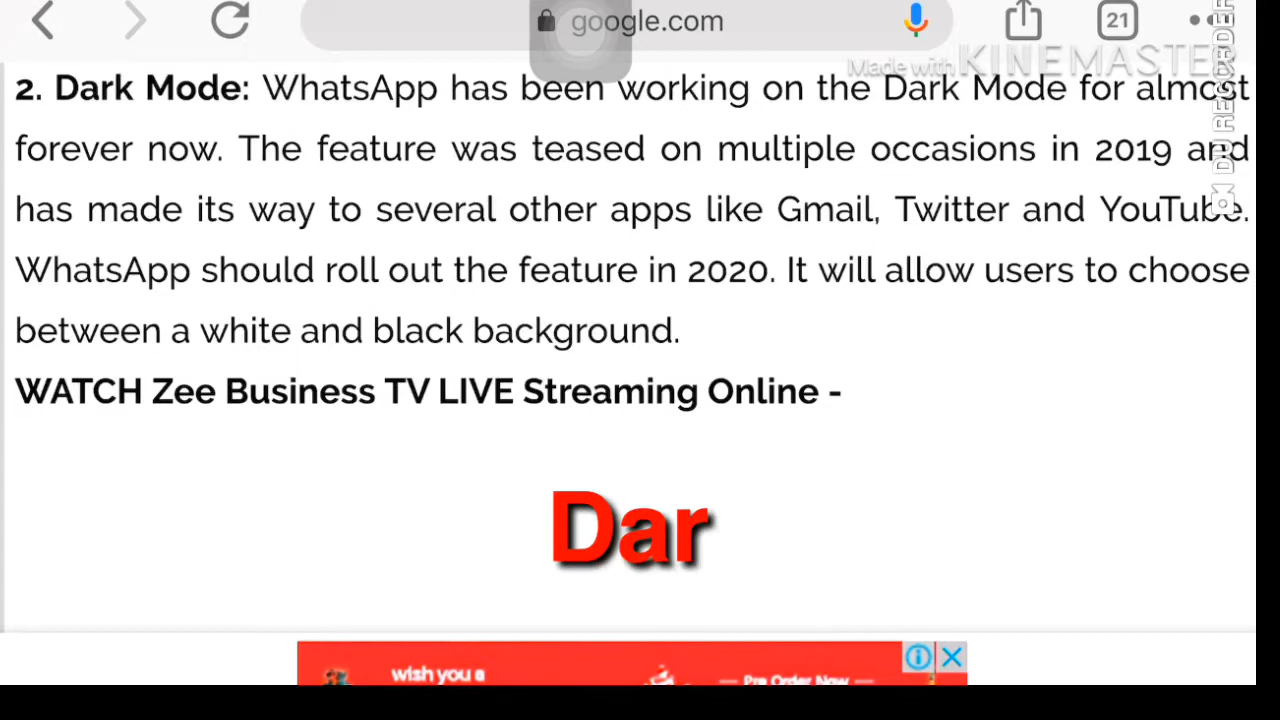 google.com
21
Made with KINEMASTER
DU RECORDER
2. Dark Mode: WhatsApp has been working on the Dark Mode for almost
forever now. The feature was teased on multiple occasions in 2019 and
has made its way to several other apps like Gmail, Twitter and YouTube.
WhatsApp should roll out the feature in 2020. It will allow users to choose
between a white and black background.
WATCH Zee Business TV LIVE Streaming Online -
Dar
wish you a
Pre Order Now